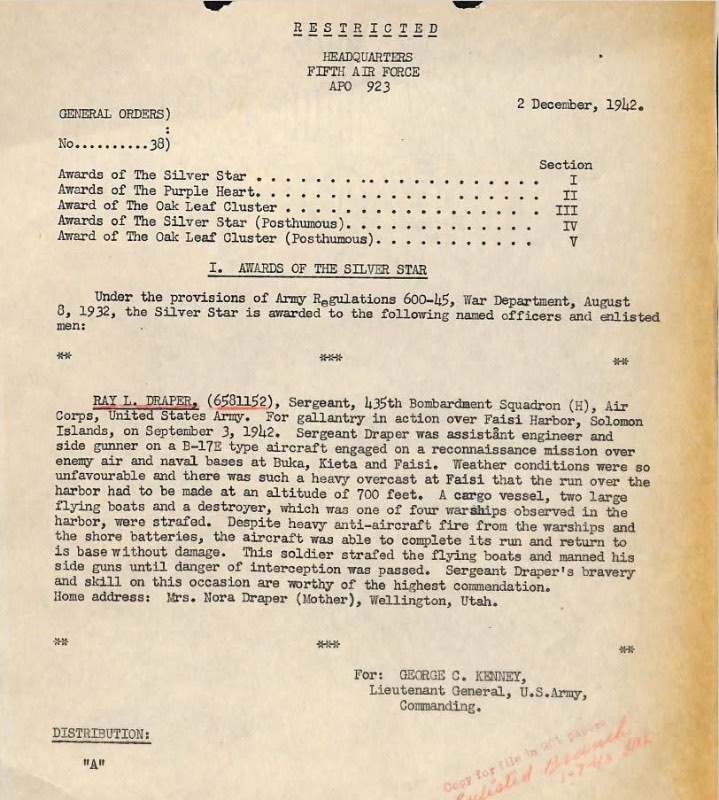 RESTRICTED
HEADQUARTERS
FIFTH AIR FORCE
APO 923
2 December, 1942.
GENERAL ORDERS)
:
No..........38)
Section
Awards of The Silver Star . . . . . . . . . . . . . . . . . . . I
Awards of The Purple Heart. . . . . . . . . . . . . . . . . . . II
Award of The Oak Leaf Cluster . . . . . . . . . . . . . . . . . III
Awards of The Silver Star (Posthumous). . . . . . . . . . . . . IV
Award of The Oak Leaf Cluster (Posthumous). . . . . . . . . . . V
I. AWARDS OF THE SILVER STAR
Under the provisions of Army Regulations 600-45, War Department, August
8, 1932, the Silver Star is awarded to the following named officers and enlisted
men:
** *** **
RAY L. DRAPER, (6581152), Sergeant, 435th Bombardment Squadron (H), Air
Corps, United States Army. For gallantry in action over Faisi Harbor, Solomon
Islands, on September 3, 1942. Sergeant Draper was assistant engineer and
side gunner on a B-17E type aircraft engaged on a reconnaissance mission over
enemy air and naval bases at Buka, Kieta and Faisi. Weather conditions were so
unfavourable and there was such a heavy overcast at Faisi that the run over the
harbor had to be made at an altitude of 700 feet. A cargo vessel, two large
flying boats and a destroyer, which was one of four warships observed in the
harbor, were strafed. Despite heavy anti-aircraft fire from the warships and
the shore batteries, the aircraft was able to complete its run and return to
is base without damage. This soldier strafed the flying boats and manned his
side guns until danger of interception was passed. Sergeant Draper's bravery
and skill on this occasion are worthy of the highest commendation.
Home address: Mrs. Nora Draper (Mother), Wellington, Utah.
** *** **
For: GEORGE C. KENNEY,
Lieutenant General, U.S.Army,
Commanding.
DISTRIBUTION:
"A"
Copy for file in
Enlisted Branch